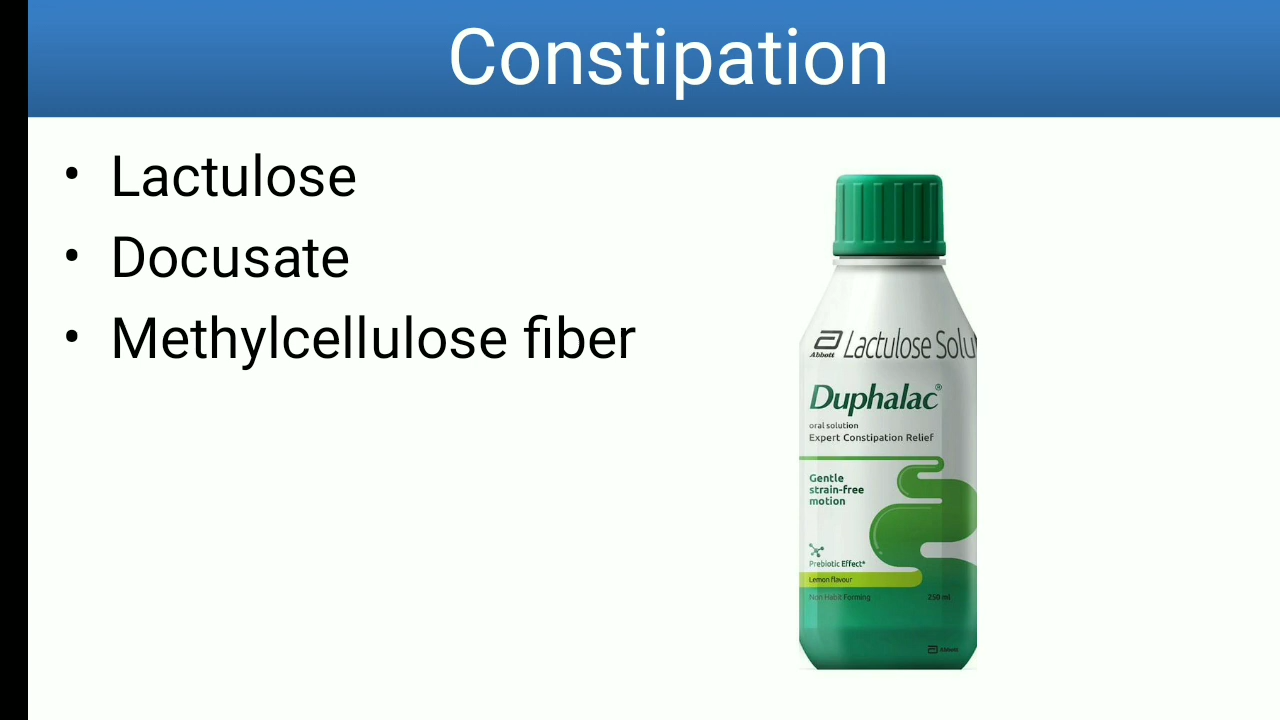 Constipation
• Lactulose
• Docusate
• Methylcellulose fiber
Abbott Lactulose Solu
Duphalac®
oral solution
Expert Constipation Relief
Gentle
strain-free
motion
Prebiotic Effect*
Lemon flavour
Non Habit Forming 250 ml
Abbott